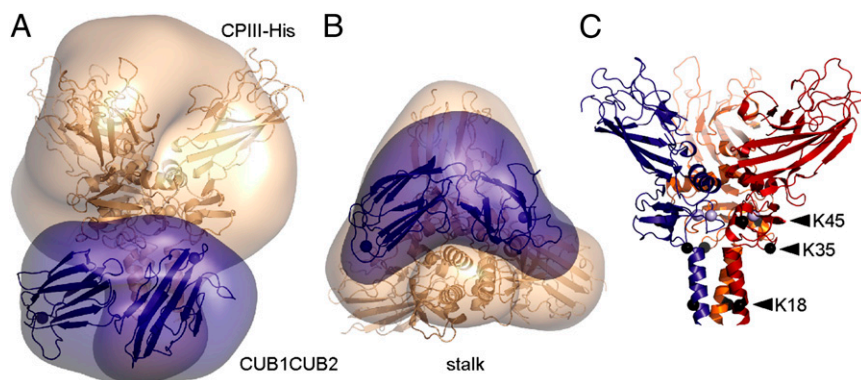 A
CPIII-His
B
C
K45
K35
K18
CUB1CUB2
stalk